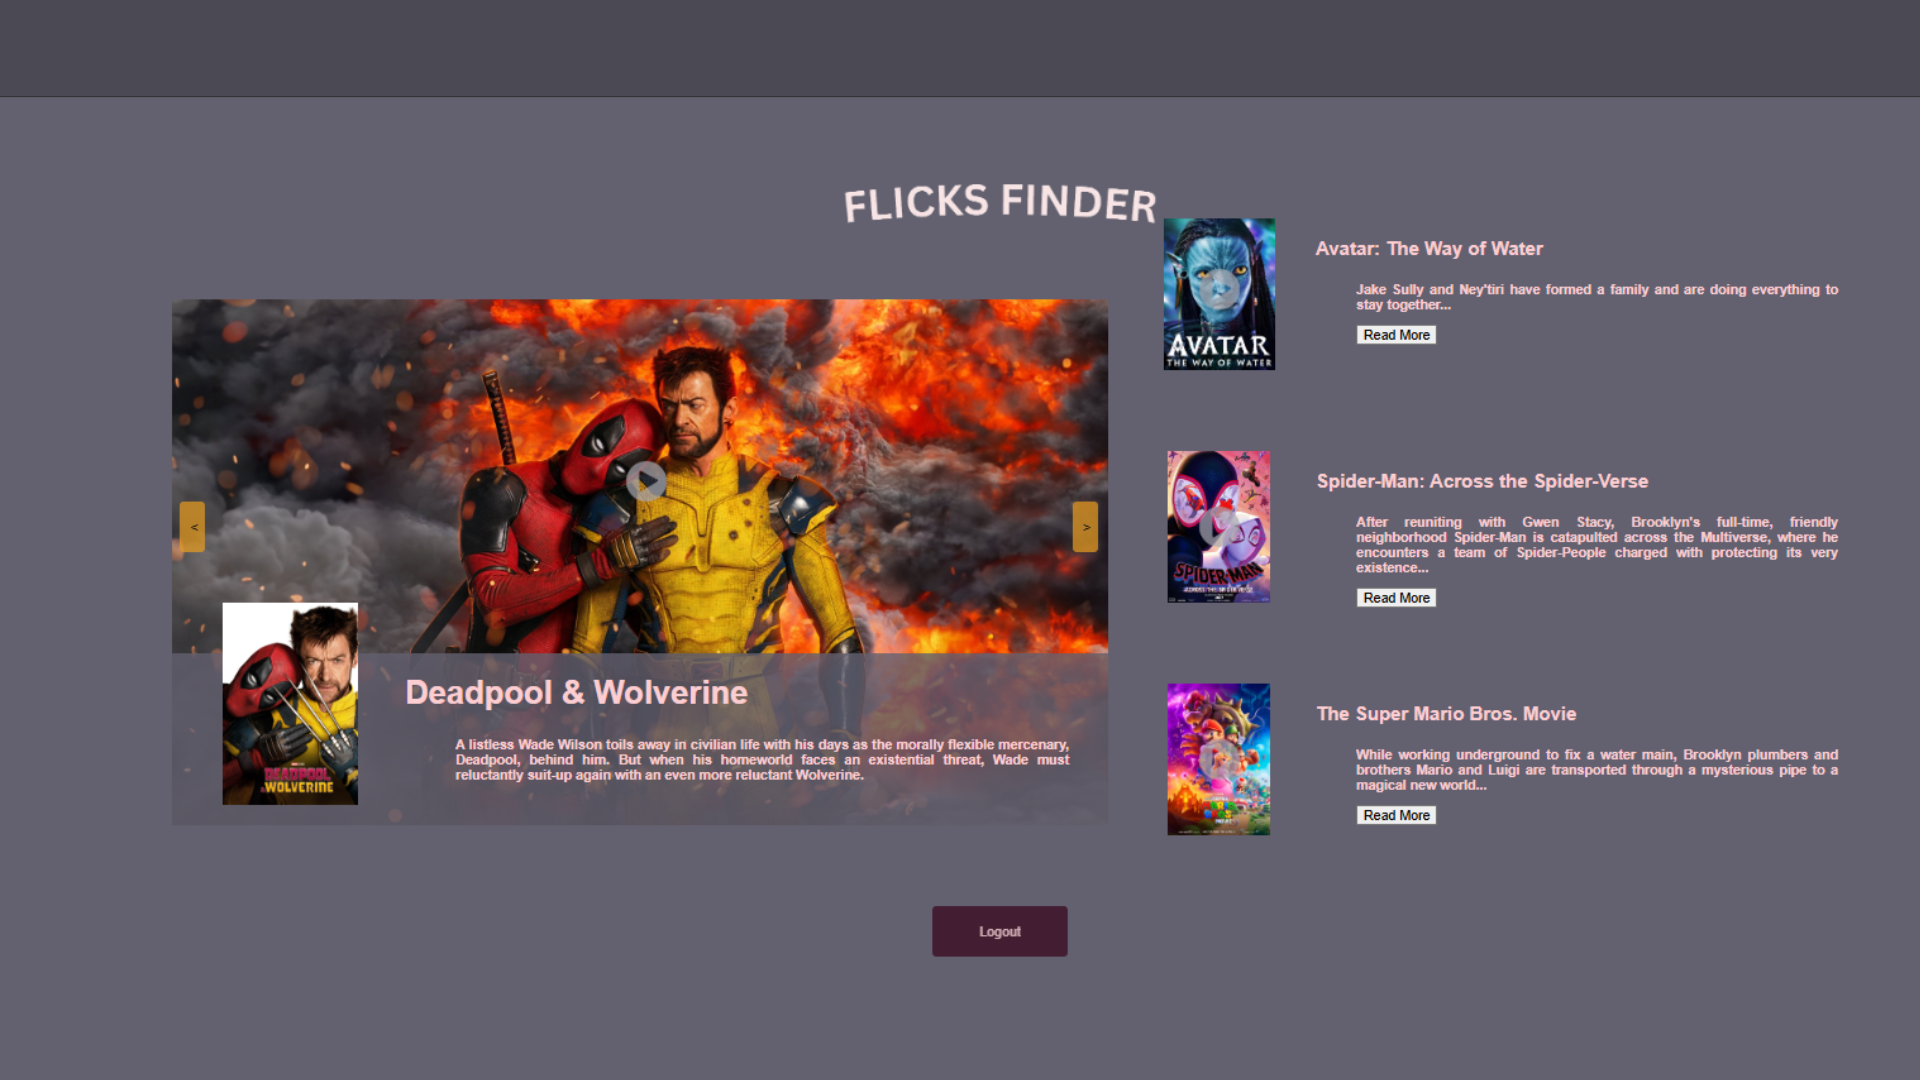 FLICKS FINDER
<
>
Deadpool & Wolverine
A listless Wade Wilson toils away in civilian life with his days as the morally flexible mercenary,
Deadpool, behind him. But when his homeworld faces an existential threat, Wade must
reluctantly suit-up again with an even more reluctant Wolverine.
DEADPOOL
& WOLVERINE
AVATAR
THE WAY OF WATER
Avatar: The Way of Water
Jake Sully and Ney'tiri have formed a family and are doing everything to
stay together...
Read More
SPIDER-MAN
Spider-Man: Across the Spider-Verse
After reuniting with Gwen Stacy, Brooklyn's full-time, friendly
neighborhood Spider-Man is catapulted across the Multiverse, where he
encounters a team of Spider-People charged with protecting its very
existence...
Read More
The Super Mario Bros. Movie
While working underground to fix a water main, Brooklyn plumbers and
brothers Mario and Luigi are transported through a mysterious pipe to a
magical new world...
Read More
Logout